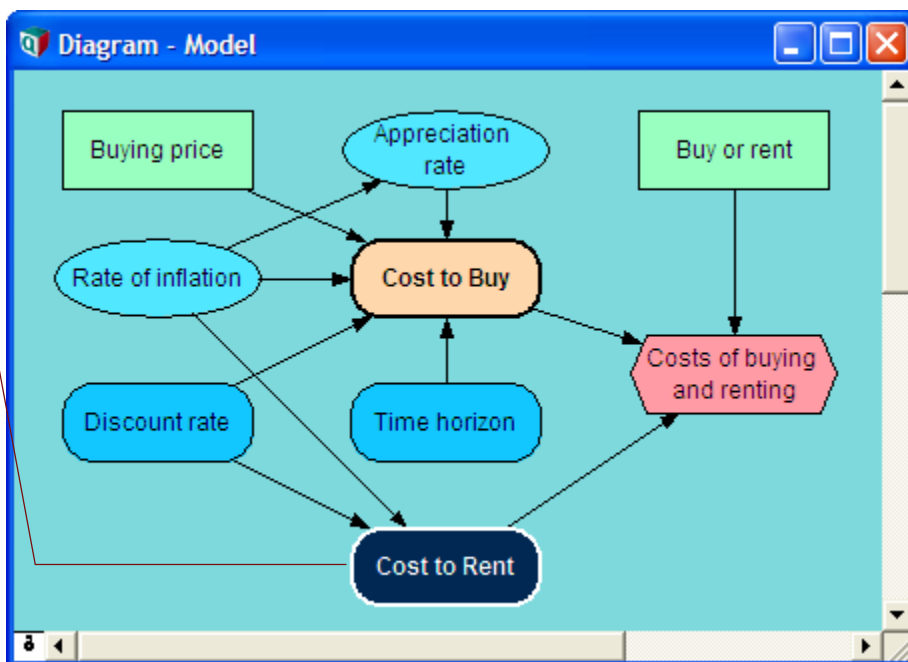 Diagram - Model
Buying price
Appreciation
rate
Buy or rent
Rate of inflation
Cost to Buy
Costs of buying
and renting
Discount rate
Time horizon
Cost to Rent